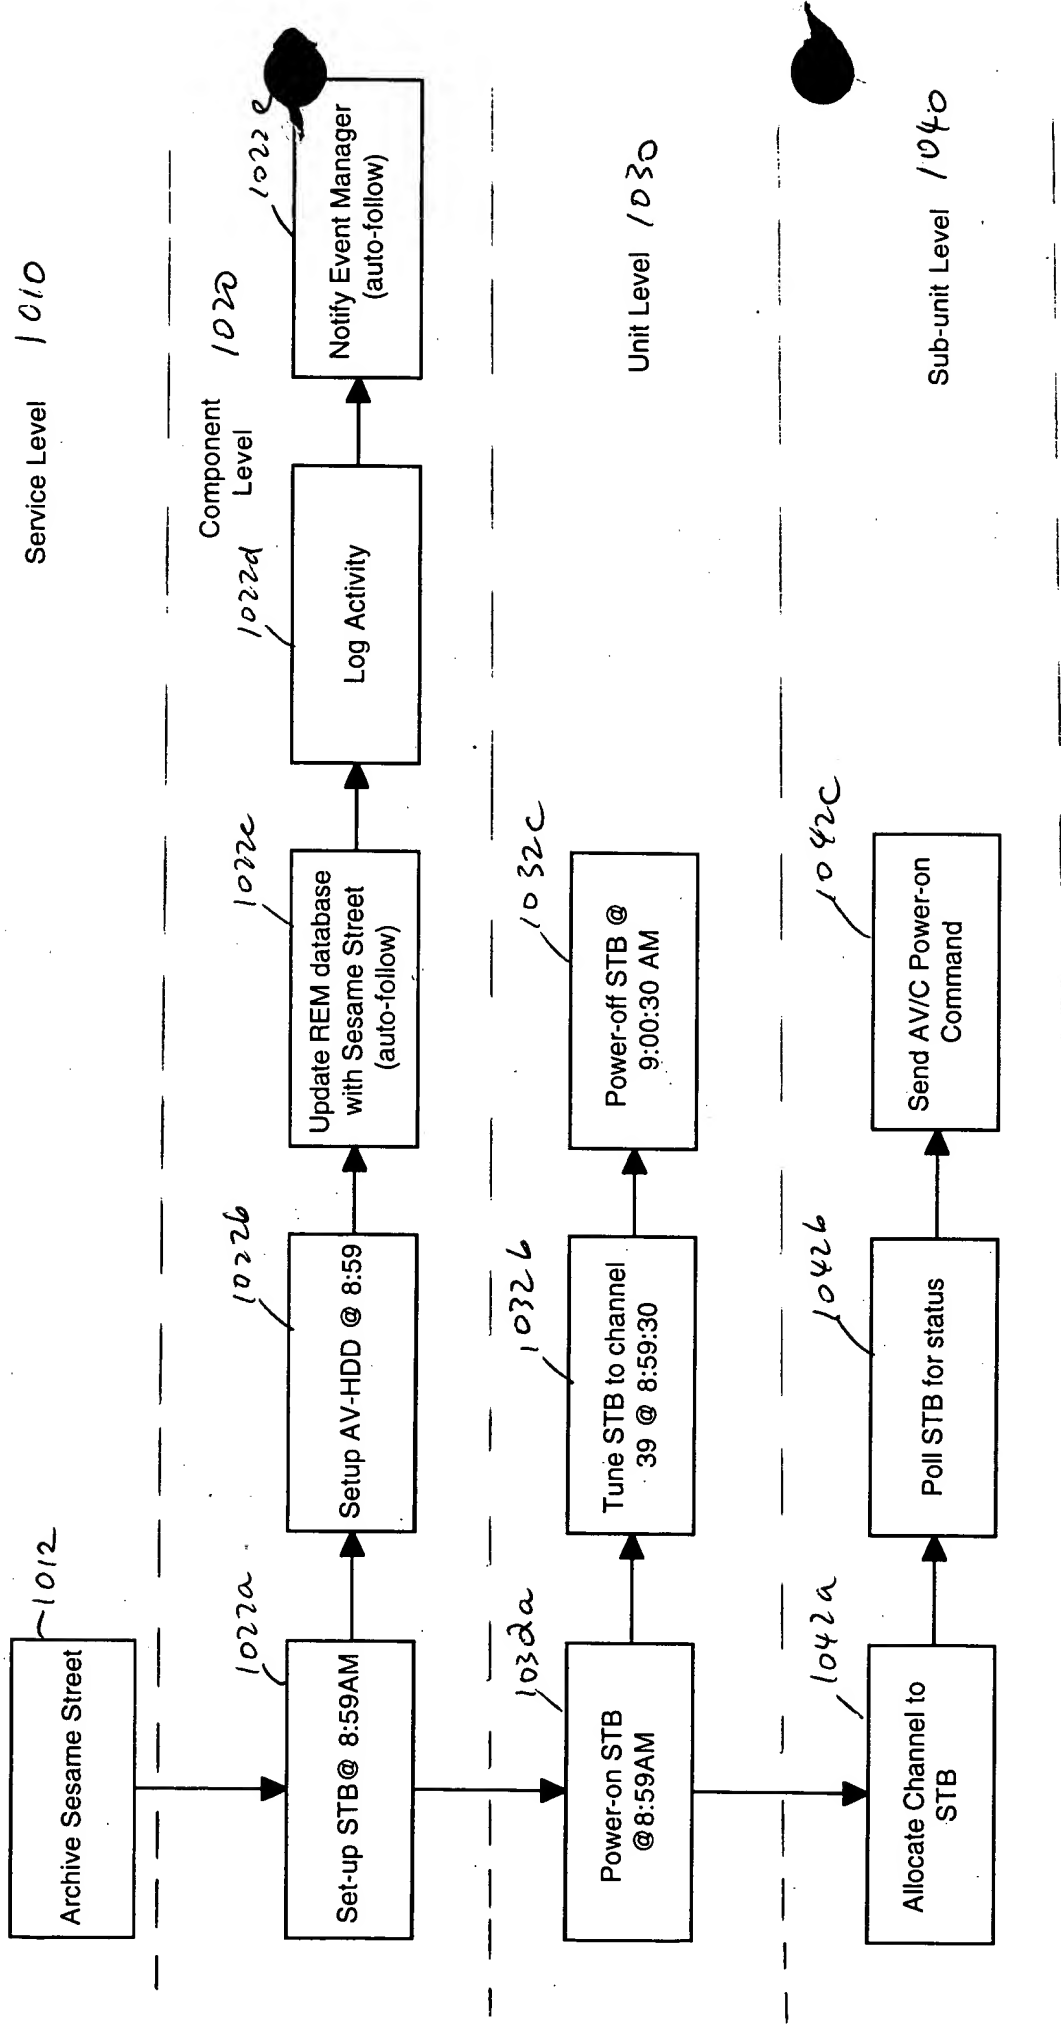 Service Level 1010
1012
Archive Sesame Street
Component
Level
1020
1022a
Set-up STB@ 8:59AM
1022b
Setup AV-HDD @ 8:59
1022c
Update REM database
with Sesame Street
(auto-follow)
1022d
Log Activity
1022e
Notify Event Manager
(auto-follow)
Unit Level 1030
1032a
Power-on STB
@8:59AM
1032b
Tune STB to channel
39 @ 8:59:30
1032c
Power-off STB @
9:00:30 AM
Sub-unit Level 1040
1042a
Allocate Channel to
STB
1042b
Poll STB for status
1042c
Send AV/C Power-on
Command